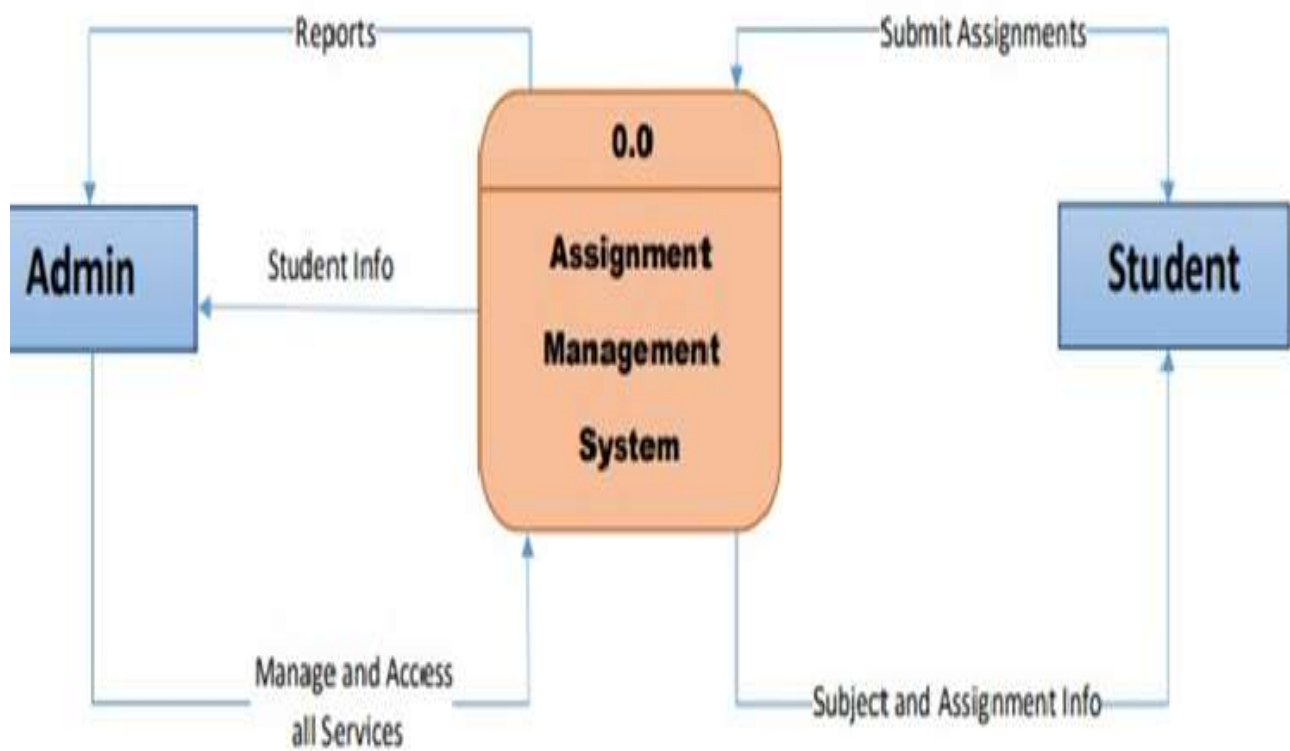 Reports
Submit Assignments
0.0
Admin
Student Info
Assignment
Management
System
Student
Manage and Access
all Services
Subject and Assignment Info